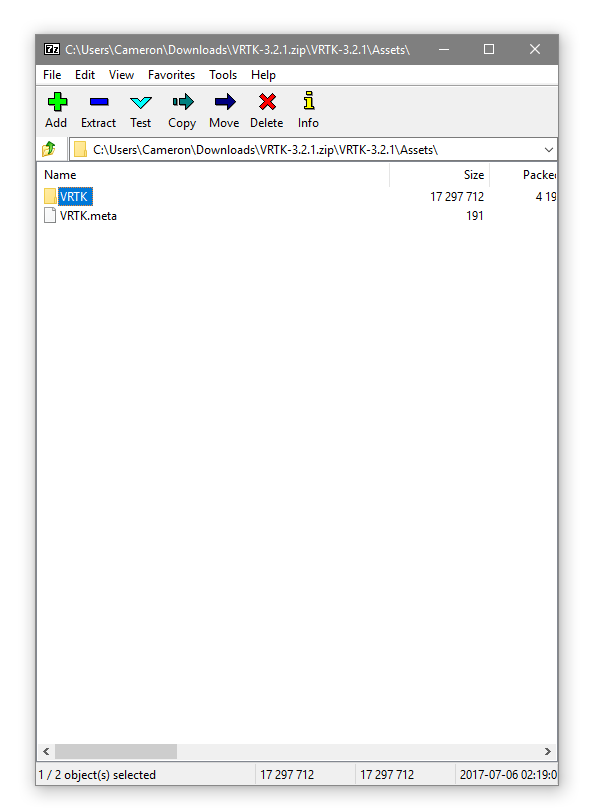 7z C:\Users\Cameron\Downloads\VRTK-3.2.1.zip\VRTK-3.2.1\Assets\
File Edit View Favorites Tools Help
Add Extract Test Copy Move Delete Info
C:\Users\Cameron\Downloads\VRTK-3.2.1.zip\VRTK-3.2.1\Assets\
Name Size Packe
VRTK 17 297 712 4 19
VRTK.meta 191
1 / 2 object(s) selected 17 297 712 17 297 712 2017-07-06 02:19:0